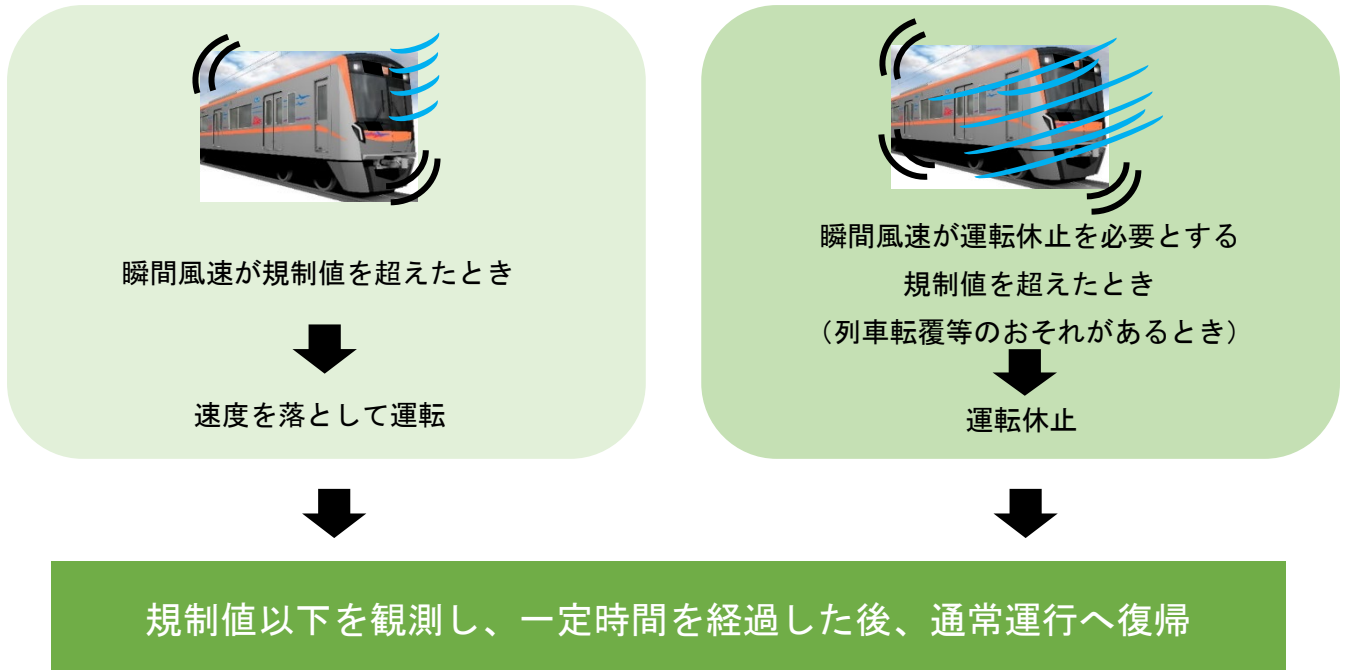 瞬間風速が規制値を超えたとき
速度を落として運転
瞬間風速が運転休止を必要とする
規制値を超えたとき
（列車転覆等のおそれがあるとき）
運転休止
規制値以下を観測し、一定時間を経過した後、通常運行へ復帰